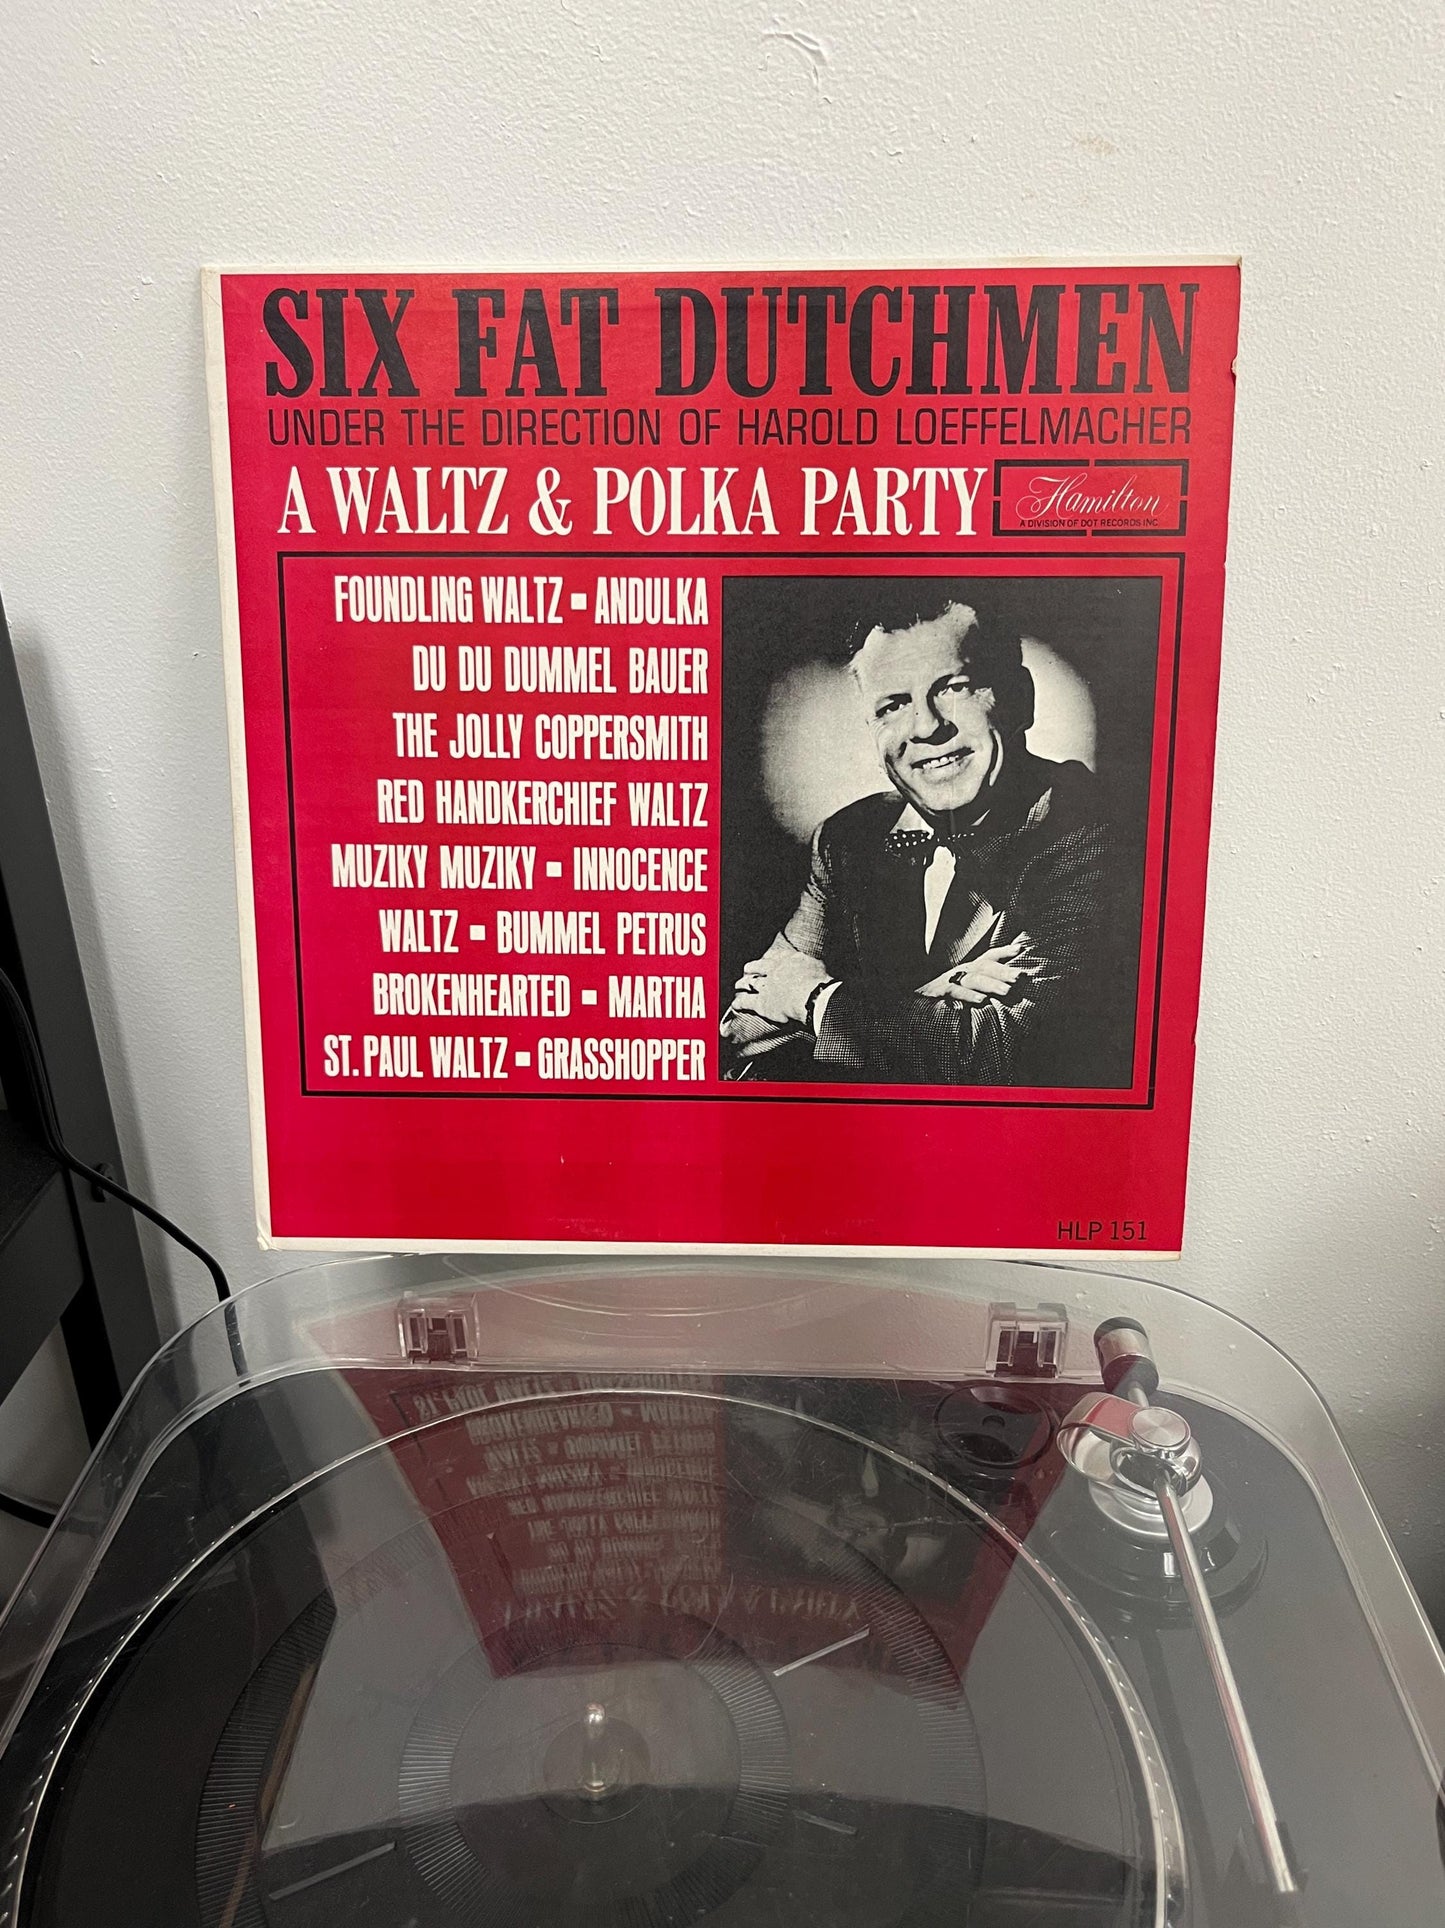 SIX FAT DUTCHMEN
UNDER THE DIRECTION OF HAROLD LOEFFELMACHER
A WALTZ & POLKA PARTY
Hamilton
A DIVISION OF DOT RECORDS INC.
FOUNDLING WALTZ ▪ ANDULKA
DU DU DUMMEL BAUER
THE JOLLY COPPERSMITH
RED HANDKERCHIEF WALTZ
MUZIKY MUZIKY ▪ INNOCENCE
WALTZ ▪ BUMMEL PETRUS
BROKENHEARTED ▪ MARTHA
ST. PAUL WALTZ ▪ GRASSHOPPER
HLP 151